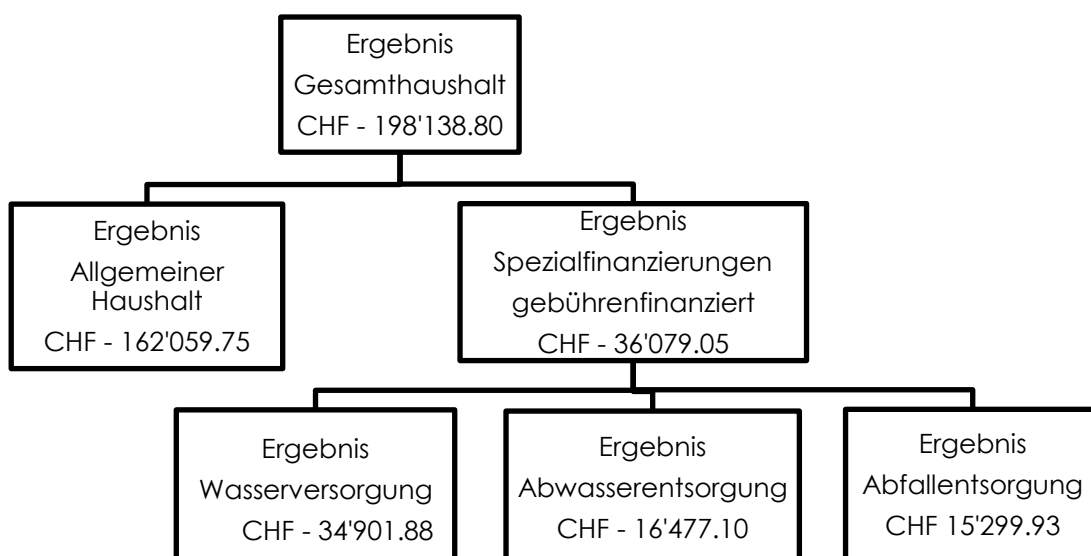 Ergebnis
Gesamthaushalt
CHF - 198'138.80
Ergebnis
Allgemeiner
Haushalt
CHF - 162'059.75
Ergebnis
Spezialfinanzierungen
gebührenfinanziert
CHF - 36'079.05
Ergebnis
Wasserversorgung
CHF - 34'901.88
Ergebnis
Abwasserentsorgung
CHF - 16'477.10
Ergebnis
Abfallentsorgung
CHF 15'299.93